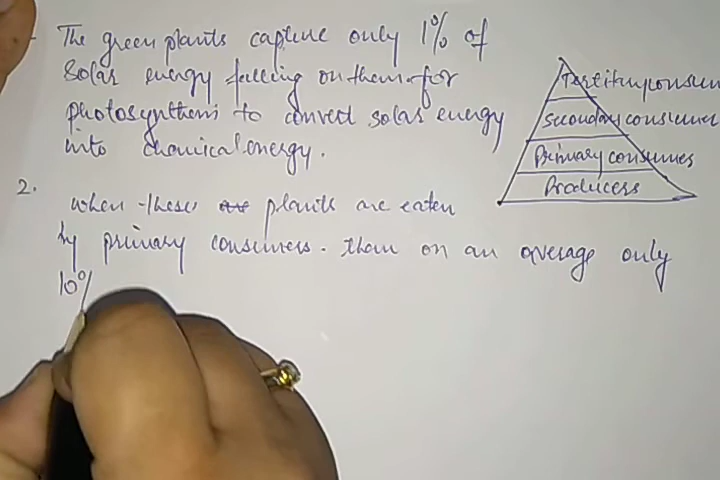 - The green plants capture only 1% of
Solar energy falling on them for
photosynthesis to convert solar energy
into chemical energy.
2.
when these plants are eaten
by primary consumers. then on an average only
10%
Tertitary consum
Secondary consumer
Primary consumes
Producers